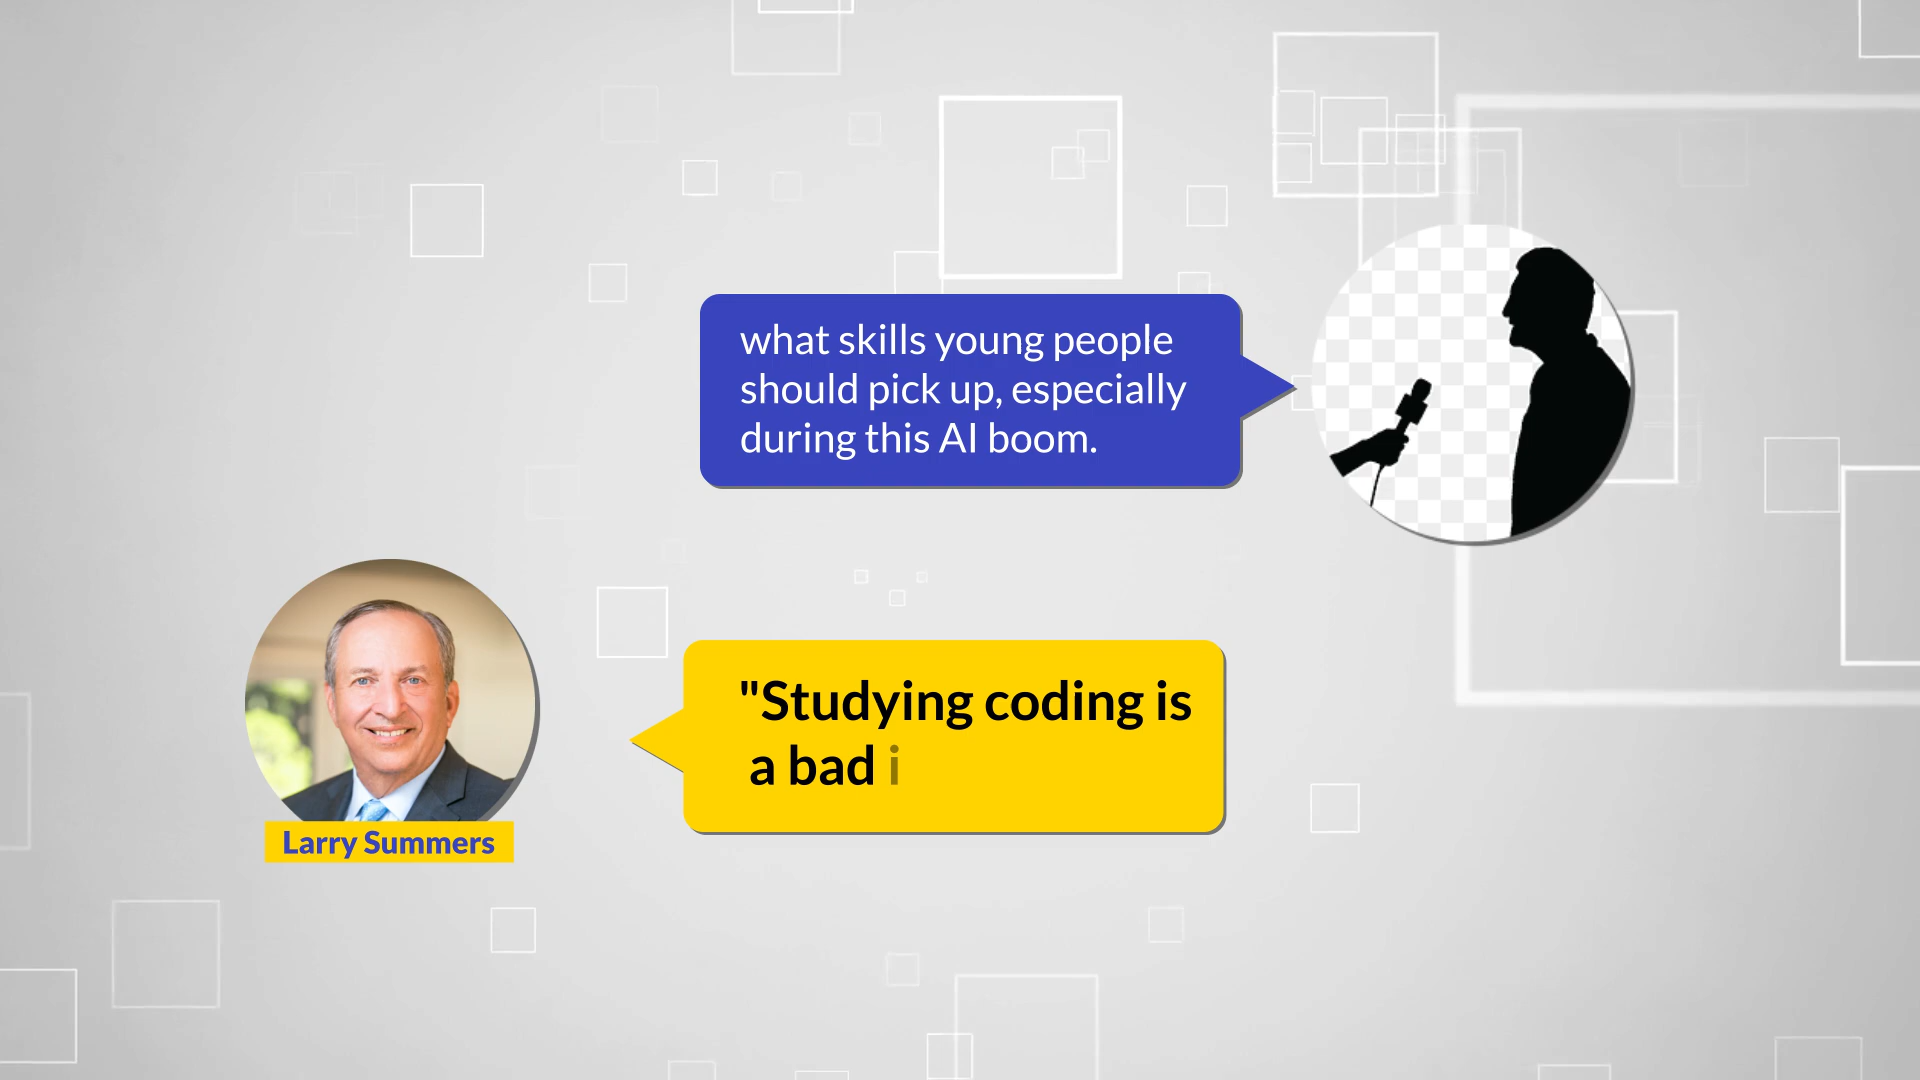 what skills young people
should pick up, especially
during this AI boom.
"Studying coding is
a bad i
Larry Summers